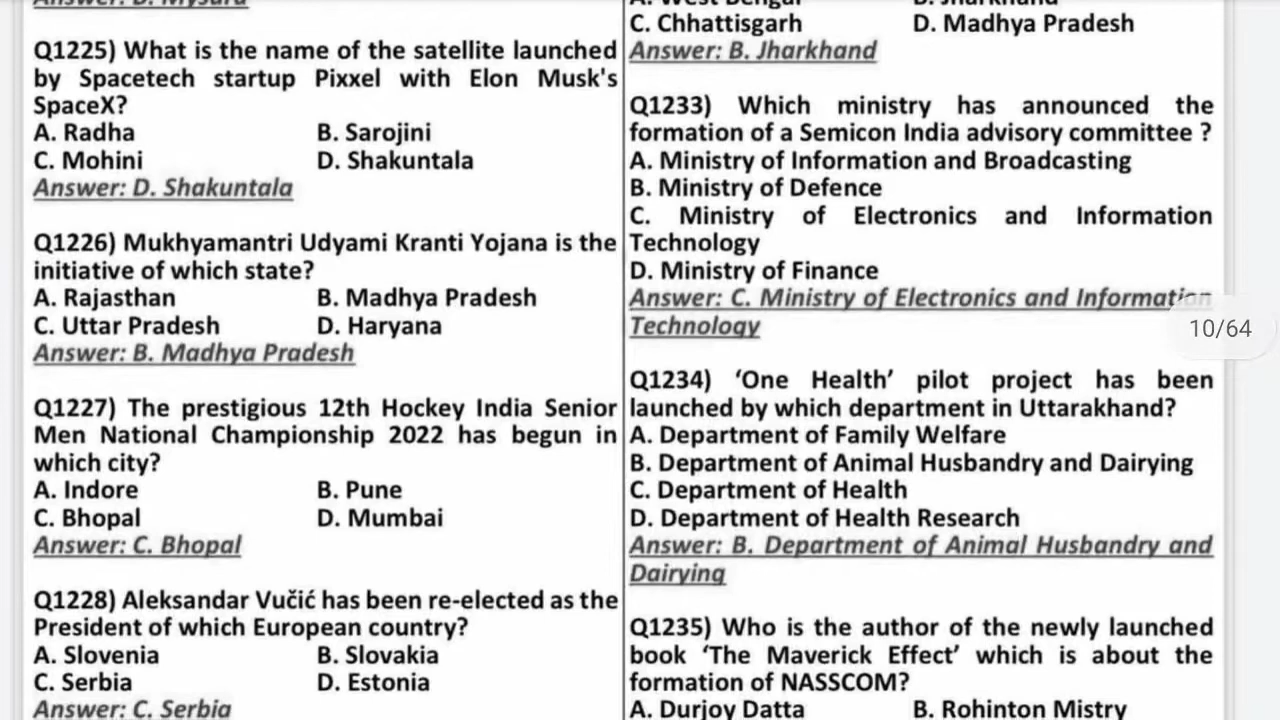 Answer: D. Mysuru
Q1225) What is the name of the satellite launched
by Spacetech startup Pixxel with Elon Musk's
SpaceX?
A. Radha B. Sarojini
C. Mohini D. Shakuntala
Answer: D. Shakuntala
Q1226) Mukhyamantri Udyami Kranti Yojana is the
initiative of which state?
A. Rajasthan B. Madhya Pradesh
C. Uttar Pradesh D. Haryana
Answer: B. Madhya Pradesh
Q1227) The prestigious 12th Hockey India Senior
Men National Championship 2022 has begun in
which city?
A. Indore B. Pune
C. Bhopal D. Mumbai
Answer: C. Bhopal
Q1228) Aleksandar Vučić has been re-elected as the
President of which European country?
A. Slovenia B. Slovakia
C. Serbia D. Estonia
Answer: C. Serbia
A. West Bengal B. Jharkhand
C. Chhattisgarh D. Madhya Pradesh
Answer: B. Jharkhand
Q1233) Which ministry has announced the
formation of a Semicon India advisory committee ?
A. Ministry of Information and Broadcasting
B. Ministry of Defence
C. Ministry of Electronics and Information
Technology
D. Ministry of Finance
Answer: C. Ministry of Electronics and Information
Technology
10/64
Q1234) ‘One Health’ pilot project has been
launched by which department in Uttarakhand?
A. Department of Family Welfare
B. Department of Animal Husbandry and Dairying
C. Department of Health
D. Department of Health Research
Answer: B. Department of Animal Husbandry and
Dairying
Q1235) Who is the author of the newly launched
book ‘The Maverick Effect’ which is about the
formation of NASSCOM?
A. Durjoy Datta B. Rohinton Mistry